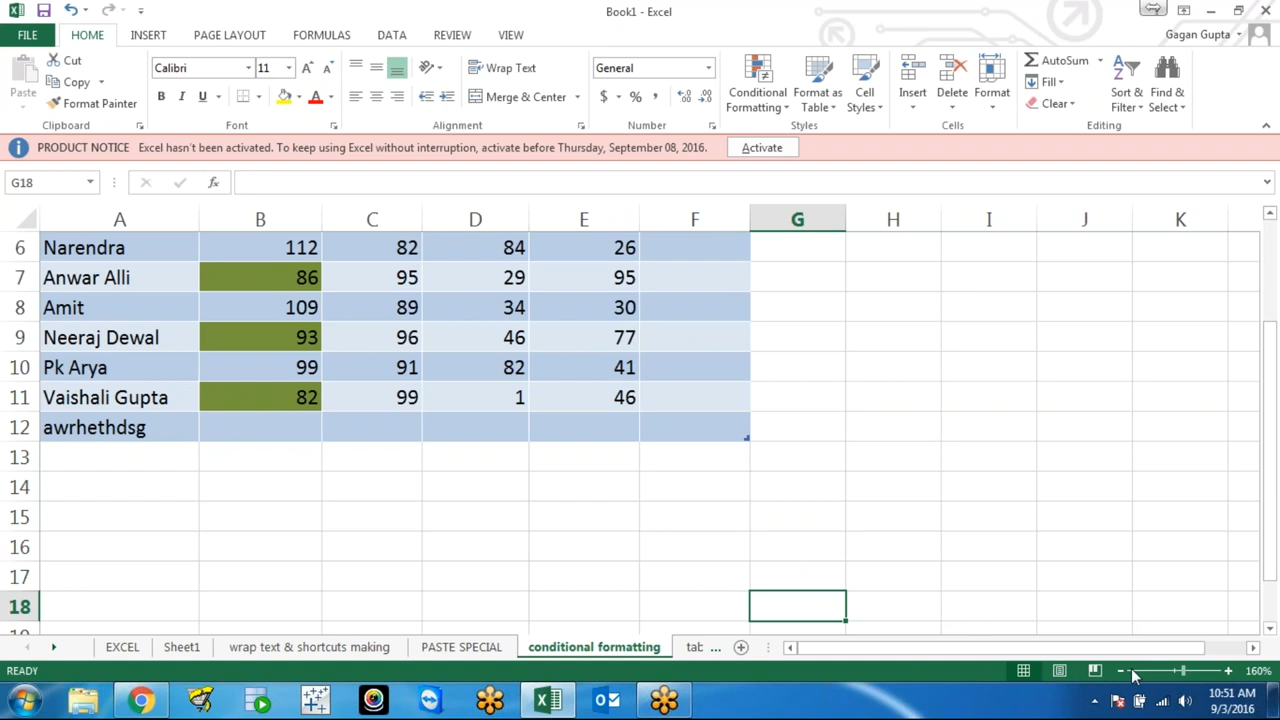 Book1 - Excel
FILE HOME INSERT PAGE LAYOUT FORMULAS DATA REVIEW VIEW Gagan Gupta
Paste Cut Copy Format Painter
Clipboard
Calibri 11
B I U A
Font
Wrap Text
Merge & Center
Alignment
General
$ % ,
Number
Conditional Formatting Format as Table Cell Styles
Styles
Insert Delete Format
Cells
AutoSum Fill Clear
Sort & Filter Find & Select
Editing
PRODUCT NOTICE Excel hasn't been activated. To keep using Excel without interruption, activate before Thursday, September 08, 2016. Activate
G18 fx
A B C D E F G H I J K
6 Narendra 112 82 84 26
7 Anwar Alli 86 95 29 95
8 Amit 109 89 34 30
9 Neeraj Dewal 93 96 46 77
10 Pk Arya 99 91 82 41
11 Vaishali Gupta 82 99 1 46
12 awrhethdsg
13
14
15
16
17
18
EXCEL Sheet1 wrap text & shortcuts making PASTE SPECIAL conditional formatting tab ...
READY 160%
10:51 AM
9/3/2016